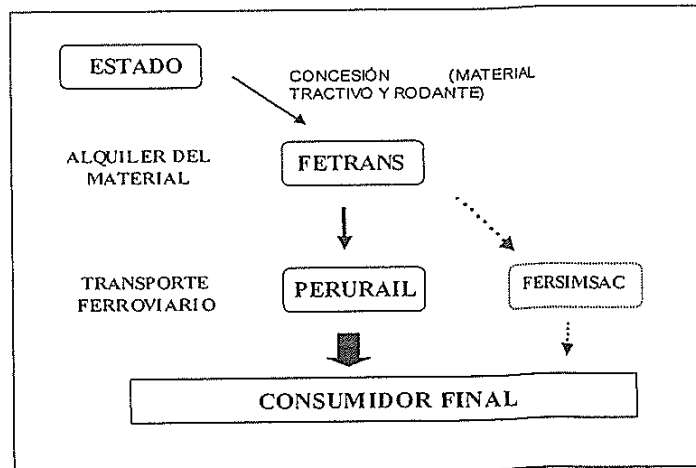 ESTADO
CONCESIÓN (MATERIAL
TRACTIVO Y RODANTE)
ALQUILER DEL
MATERIAL
FETRANS
TRANSPORTE
FERROVIARIO
PERURAIL
FERSIMSAC
CONSUMIDOR FINAL